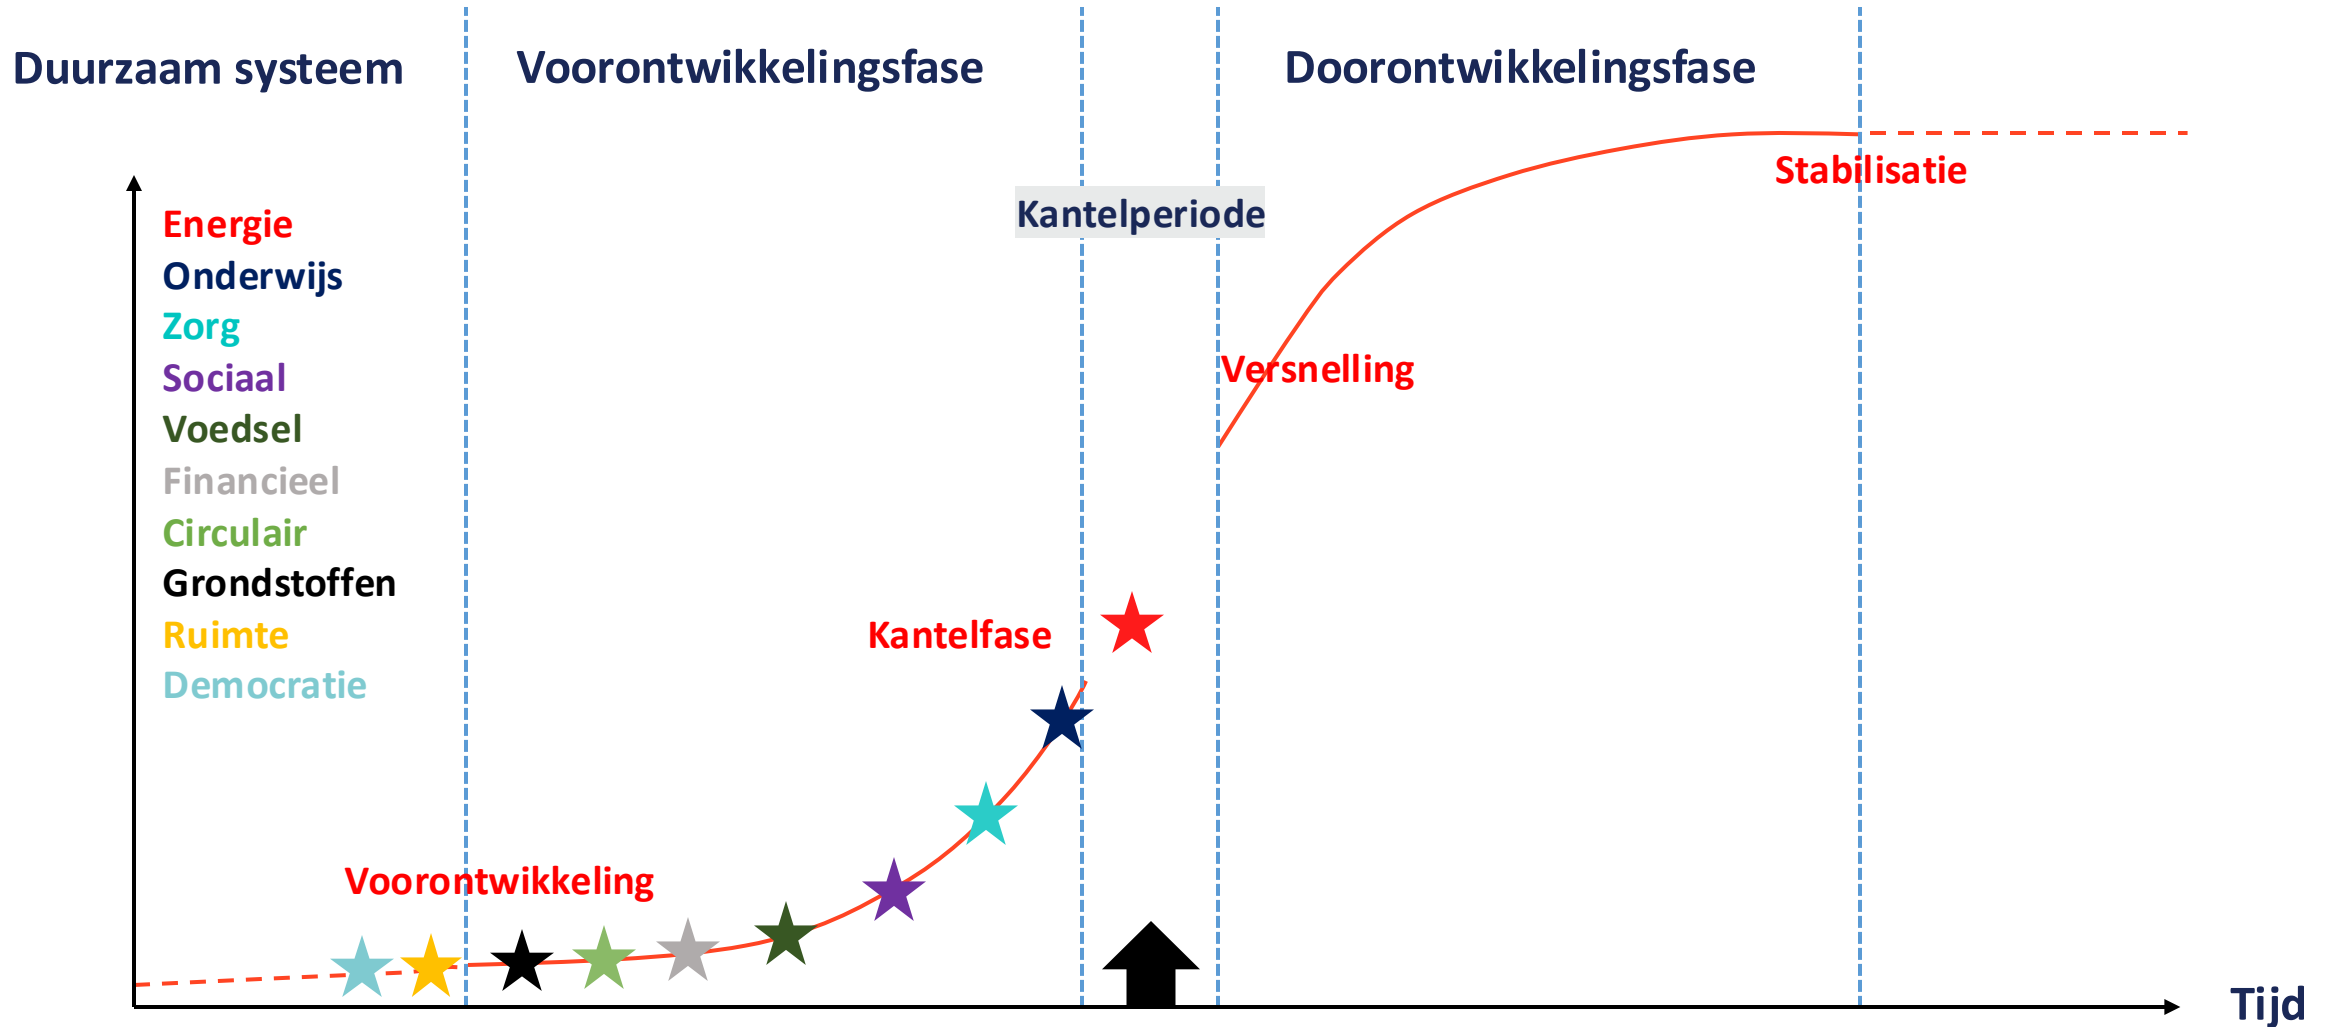 Duurzaam systeem
Voorontwikkelingsfase
Doorontwikkelingsfase
Stabilisatie
Kantelperiode
Energie
Onderwijs
Zorg
Sociaal
Voedsel
Financieel
Circulair
Grondstoffen
Ruimte
Democratie
Versnelling
Kantelfase
Voorontwikkeling
Tijd